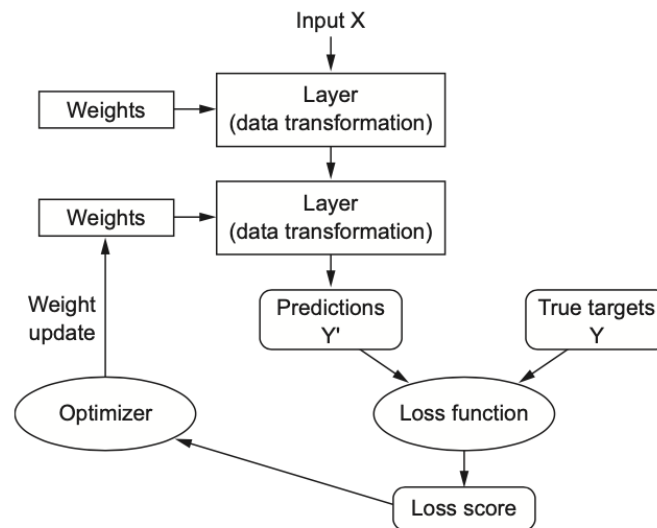 Input X
Layer
(data transformation)
Weights
Layer
(data transformation)
Weights
Weight
update
Predictions
Y'
True targets
Y
Optimizer
Loss function
Loss score